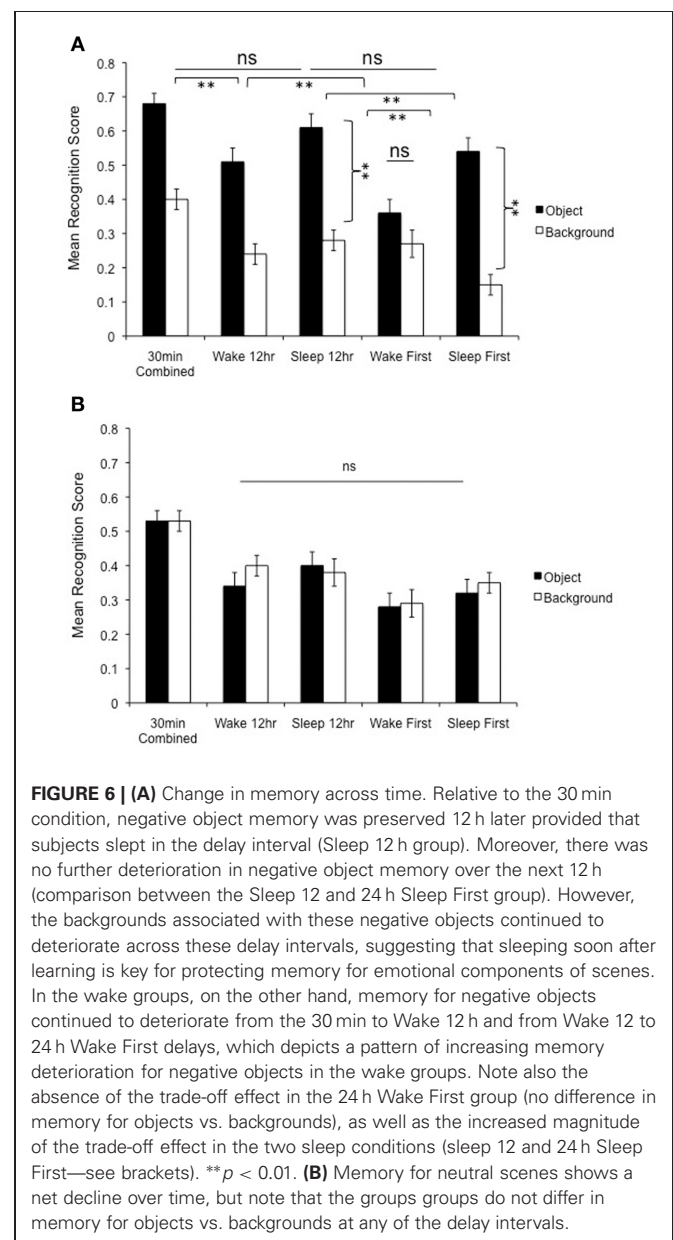 A
ns ns
** **
**
**
ns
**
**
0.8
0.7
0.6
0.5
0.4
0.3
0.2
0.1
0
Mean Recognition Score
Object
Background
30min Wake 12hr Sleep 12hr Wake First Sleep First
Combined
B
ns
0.8
0.7
0.6
0.5
0.4
0.3
0.2
0.1
0
Mean Recognition Score
Object
Background
30min Wake 12hr Sleep 12hr Wake First Sleep First
Combined
FIGURE 6 | (A) Change in memory across time. Relative to the 30 min
condition, negative object memory was preserved 12 h later provided that
subjects slept in the delay interval (Sleep 12 h group). Moreover, there was
no further deterioration in negative object memory over the next 12 h
(comparison between the Sleep 12 and 24 h Sleep First group). However,
the backgrounds associated with these negative objects continued to
deteriorate across these delay intervals, suggesting that sleeping soon after
learning is key for protecting memory for emotional components of scenes.
In the wake groups, on the other hand, memory for negative objects
continued to deteriorate from the 30 min to Wake 12 h and from Wake 12 to
24 h Wake First delays, which depicts a pattern of increasing memory
deterioration for negative objects in the wake groups. Note also the
absence of the trade-off effect in the 24 h Wake First group (no difference in
memory for objects vs. backgrounds), as well as the increased magnitude
of the trade-off effect in the two sleep conditions (sleep 12 and 24 h Sleep
First—see brackets). **p < 0.01. (B) Memory for neutral scenes shows a
net decline over time, but note that the groups groups do not differ in
memory for objects vs. backgrounds at any of the delay intervals.